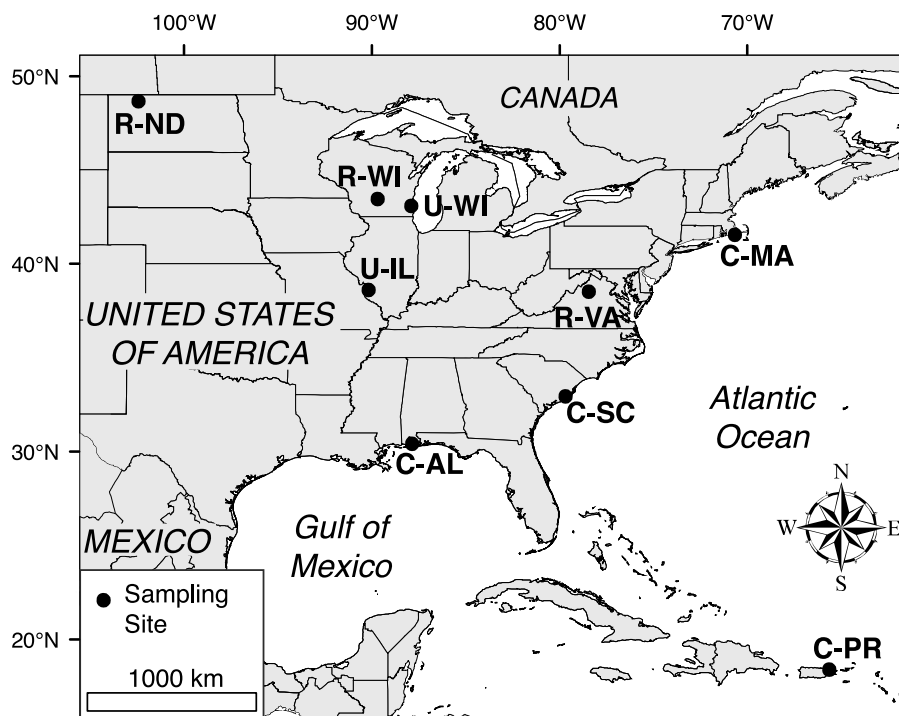 100°W 90°W 80°W 70°W
50°N
CANADA
R-ND
R-WI
U-WI
C-MA
40°N
U-IL
R-VA
UNITED STATES
OF AMERICA
C-SC
Atlantic
Ocean
30°N
C-AL
N
W E
S
Gulf of
Mexico
MEXICO
Sampling
Site
20°N
C-PR
1000 km